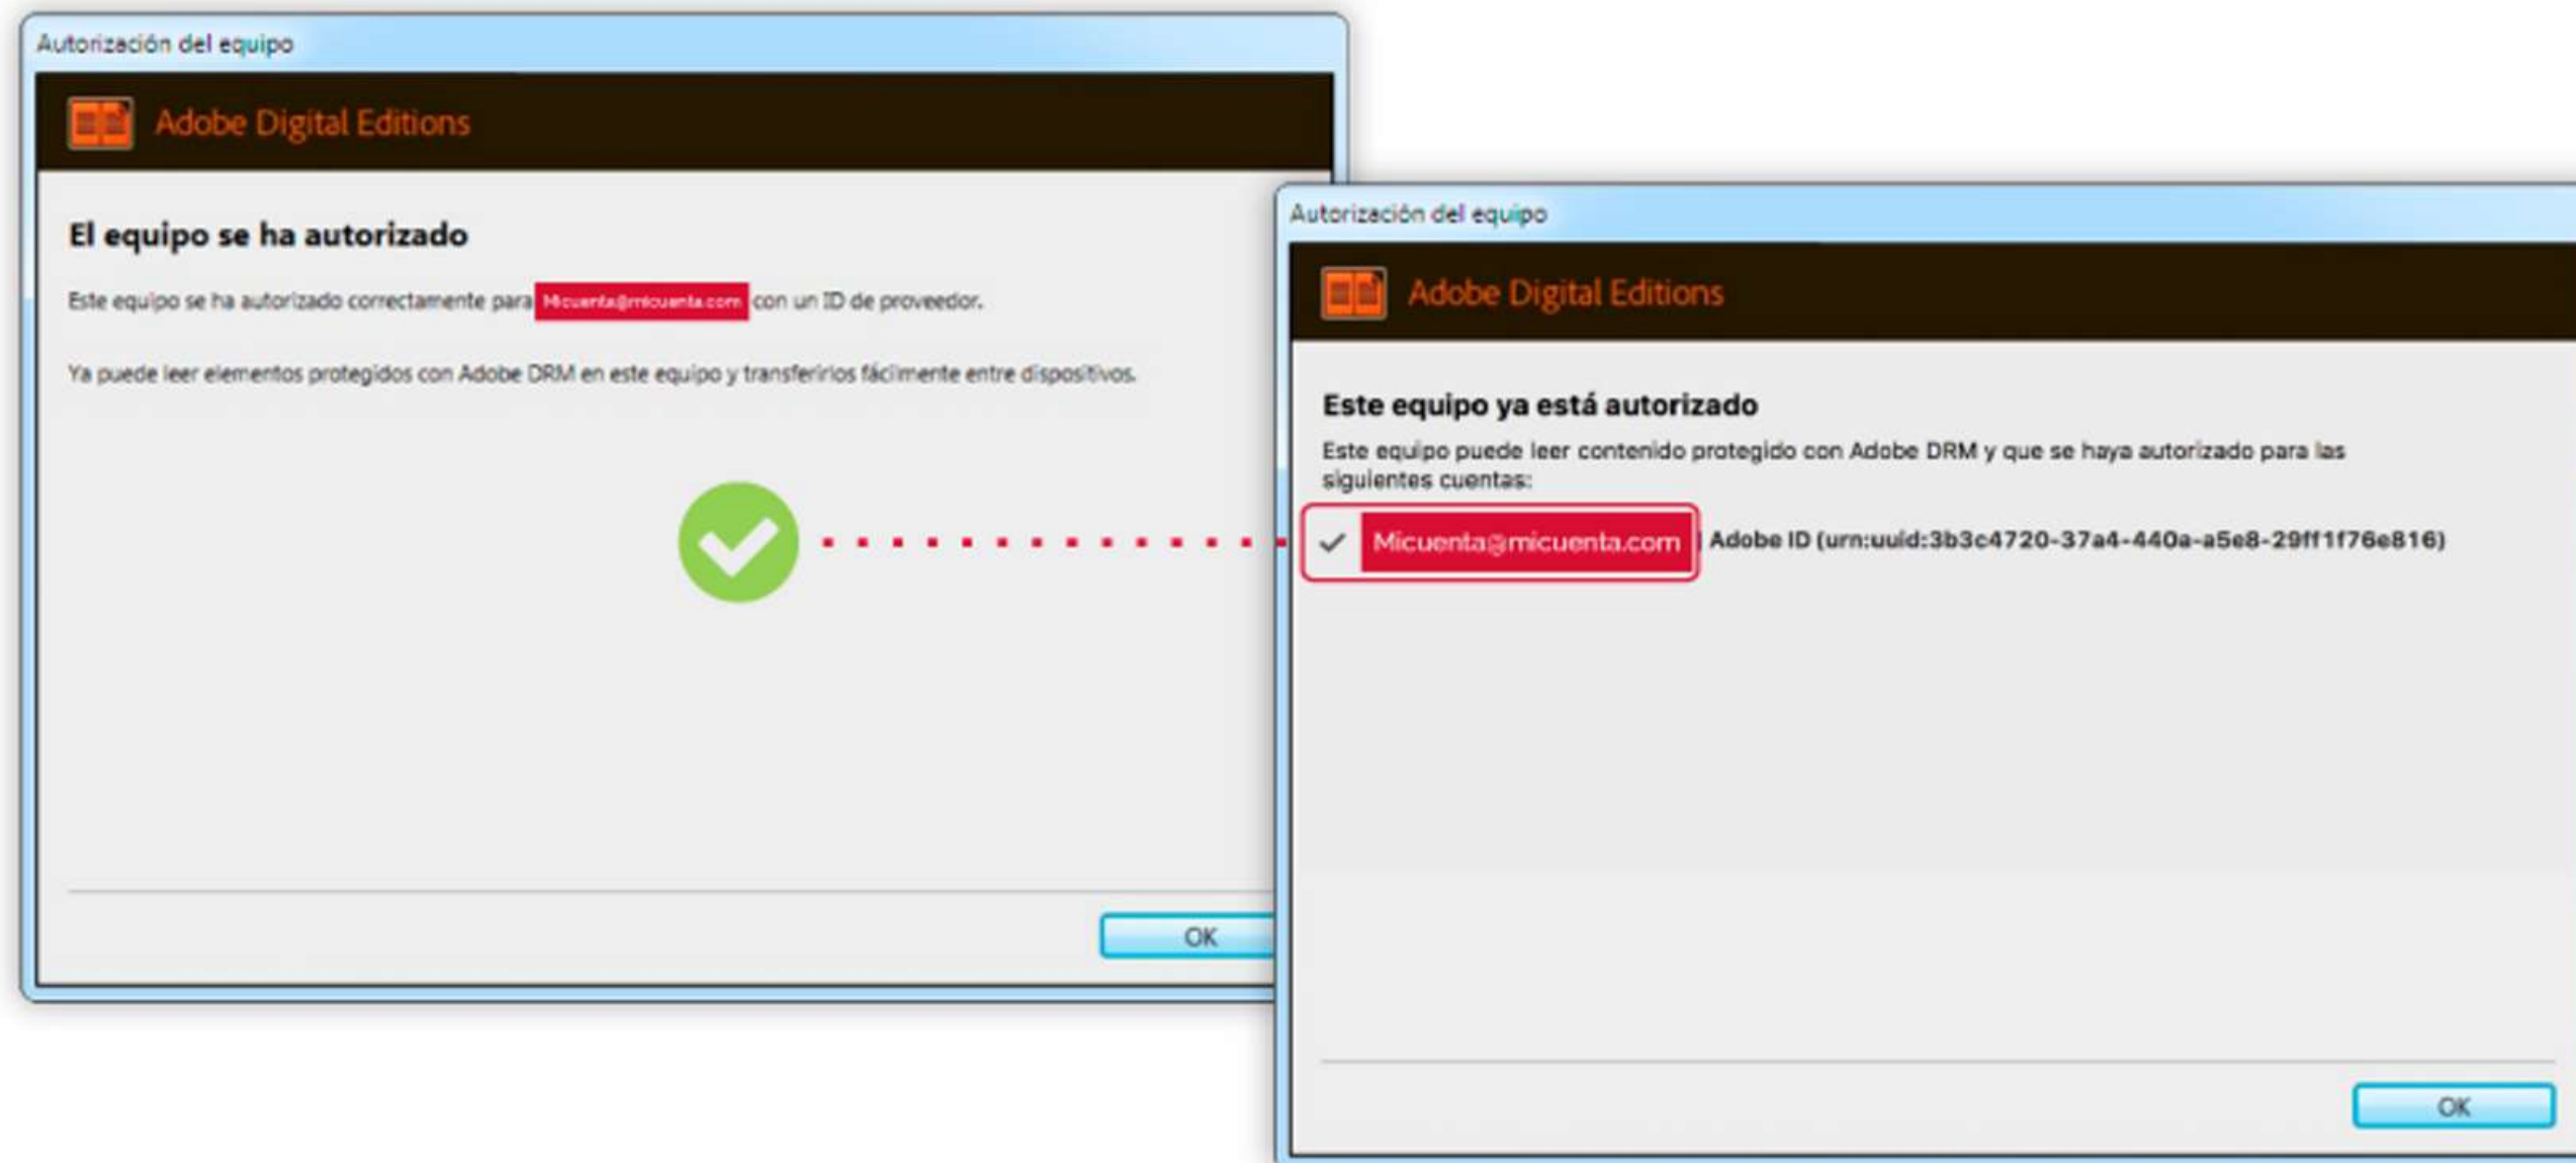 Autorización del equipo
Adobe Digital Editions
El equipo se ha autorizado
Este equipo se ha autorizado correctamente para Micuenta@micuenta.com con un ID de proveedor.
Ya puede leer elementos protegidos con Adobe DRM en este equipo y transferirlos fácilmente entre dispositivos.
OK
Autorización del equipo
Adobe Digital Editions
Este equipo ya está autorizado
Este equipo puede leer contenido protegido con Adobe DRM y que se haya autorizado para las
siguientes cuentas:
Micuenta@micuenta.com Adobe ID (urn:uuid:3b3c4720-37a4-440a-a5e8-29ff1f76e816)
OK